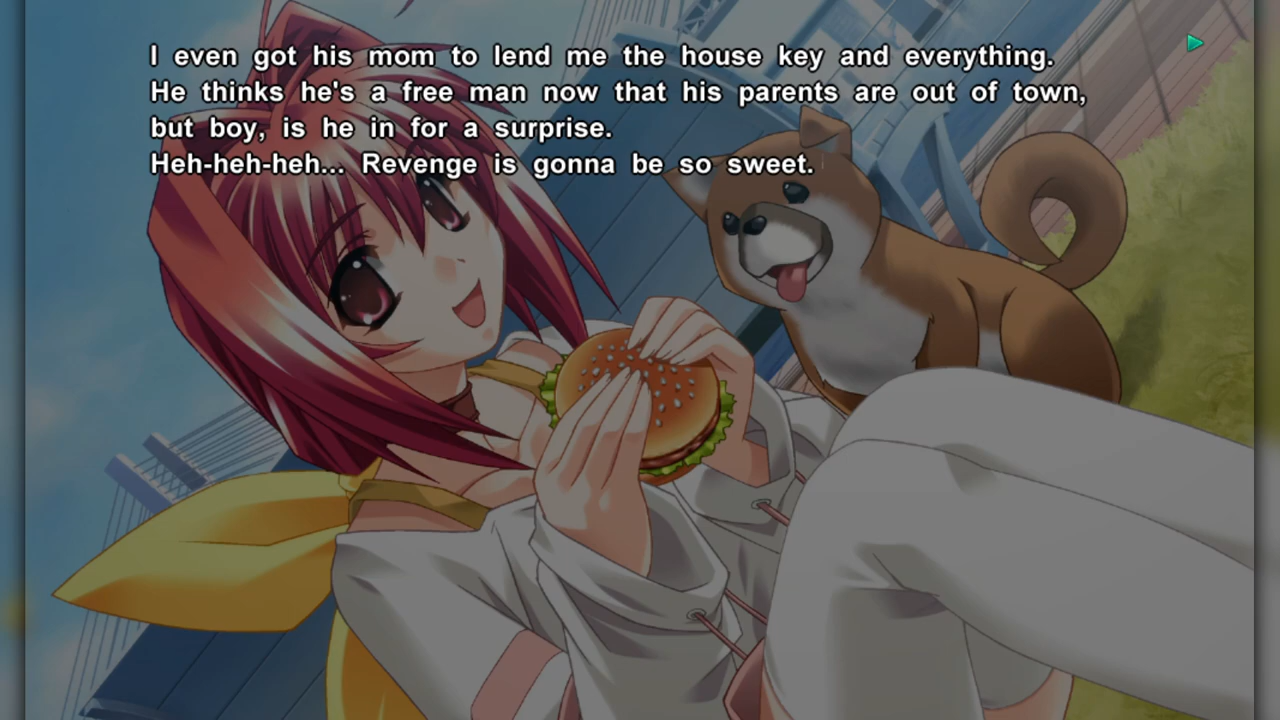 I even got his mom to lend me the house key and everything.
He thinks he's a free man now that his parents are out of town,
but boy, is he in for a surprise.
Heh-heh-heh... Revenge is gonna be so sweet.